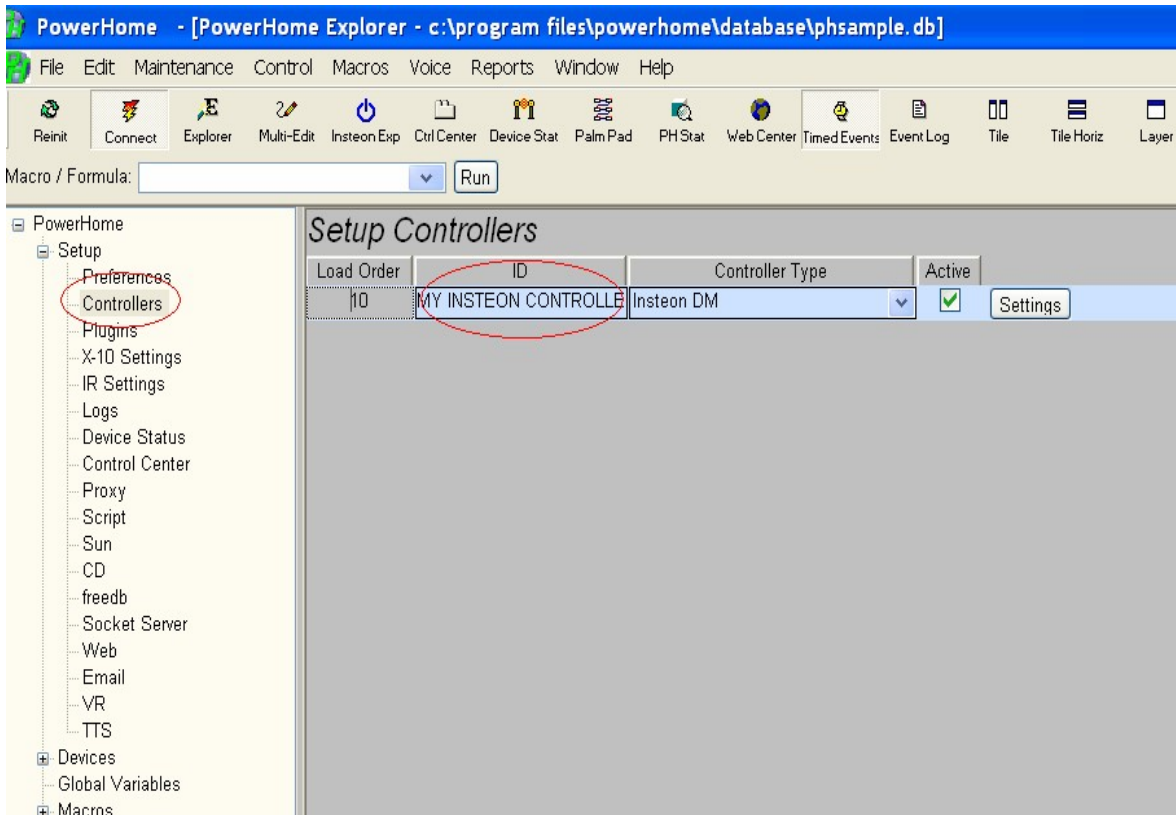 PowerHome - [PowerHome Explorer - c:\program files\powerhome\database\phsample.db]
File Edit Maintenance Control Macros Voice Reports Window Help
Reinit Connect Explorer Multi-Edit Insteon Exp Ctrl Center Device Stat Palm Pad PH Stat Web Center Timed Events Event Log Tile Tile Horiz Layer
Macro / Formula: Run
PowerHome
Setup
Preferences
Controllers
Plugins
X-10 Settings
IR Settings
Logs
Device Status
Control Center
Proxy
Script
Sun
CD
freedb
Socket Server
Web
Email
VR
TTS
Devices
Global Variables
Macros
Setup Controllers
Load Order ID Controller Type Active
10 MY INSTEON CONTROLLE Insteon DM Settings